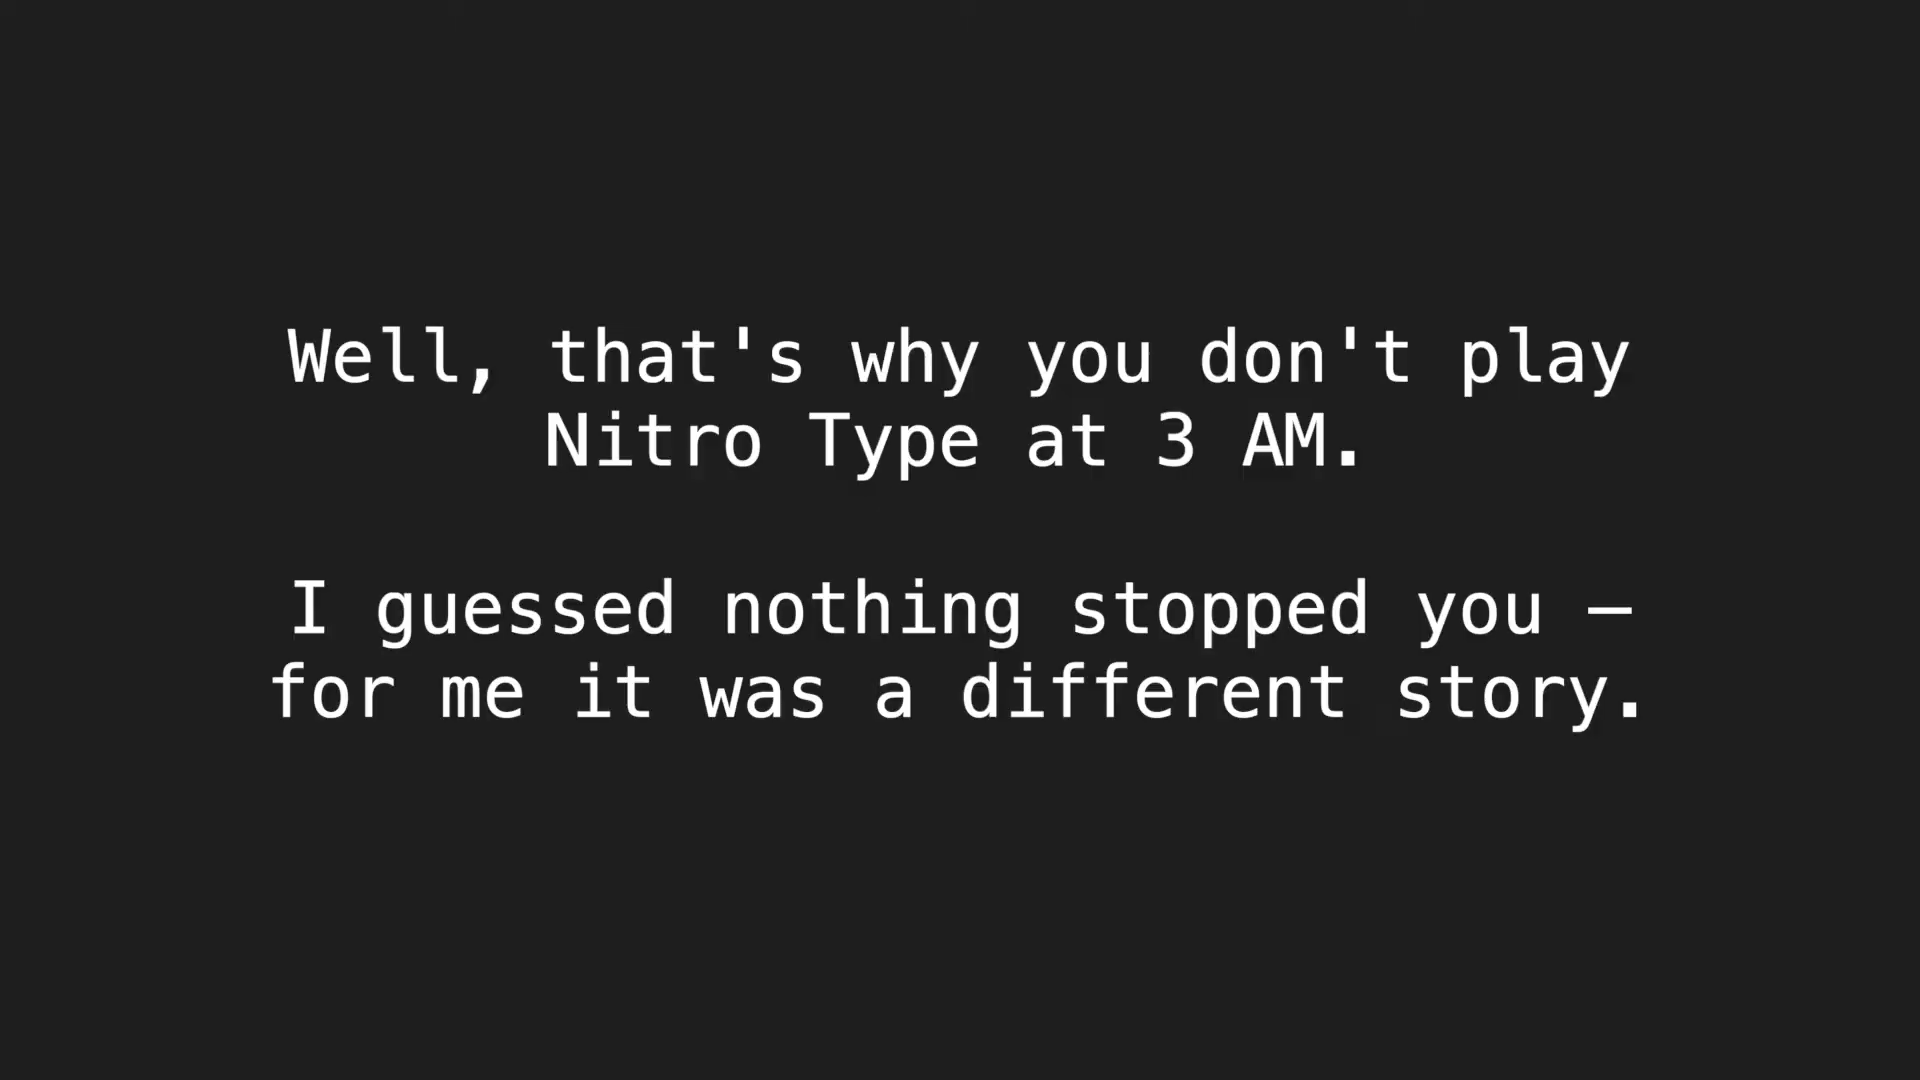 Well, that's why you don't play
Nitro Type at 3 AM.
I guessed nothing stopped you —
for me it was a different story.